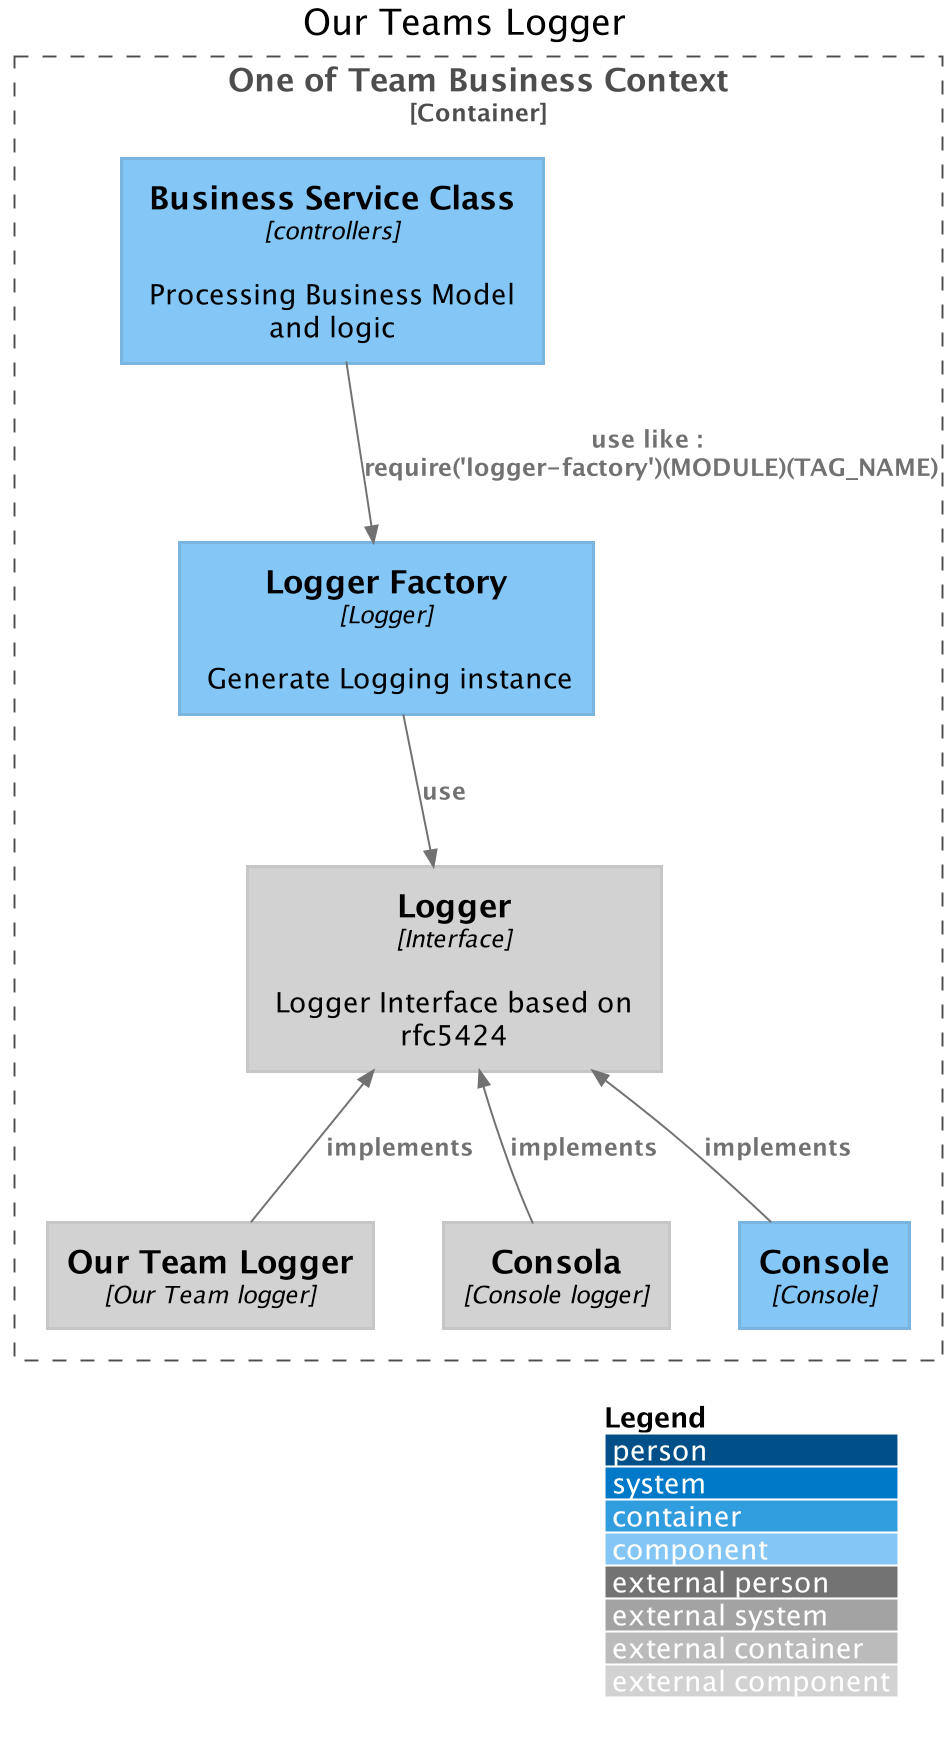 Our Teams Logger
One of Team Business Context
[Container]
Business Service Class
[controllers]
Processing Business Model
and logic
use like :
require('logger-factory')(MODULE)(TAG_NAME)
Logger Factory
[Logger]
Generate Logging instance
use
Logger
[Interface]
Logger Interface based on
rfc5424
implements
implements
implements
Our Team Logger
[Our Team logger]
Consola
[Console logger]
Console
[Console]
Legend
person
system
container
component
external person
external system
external container
external component